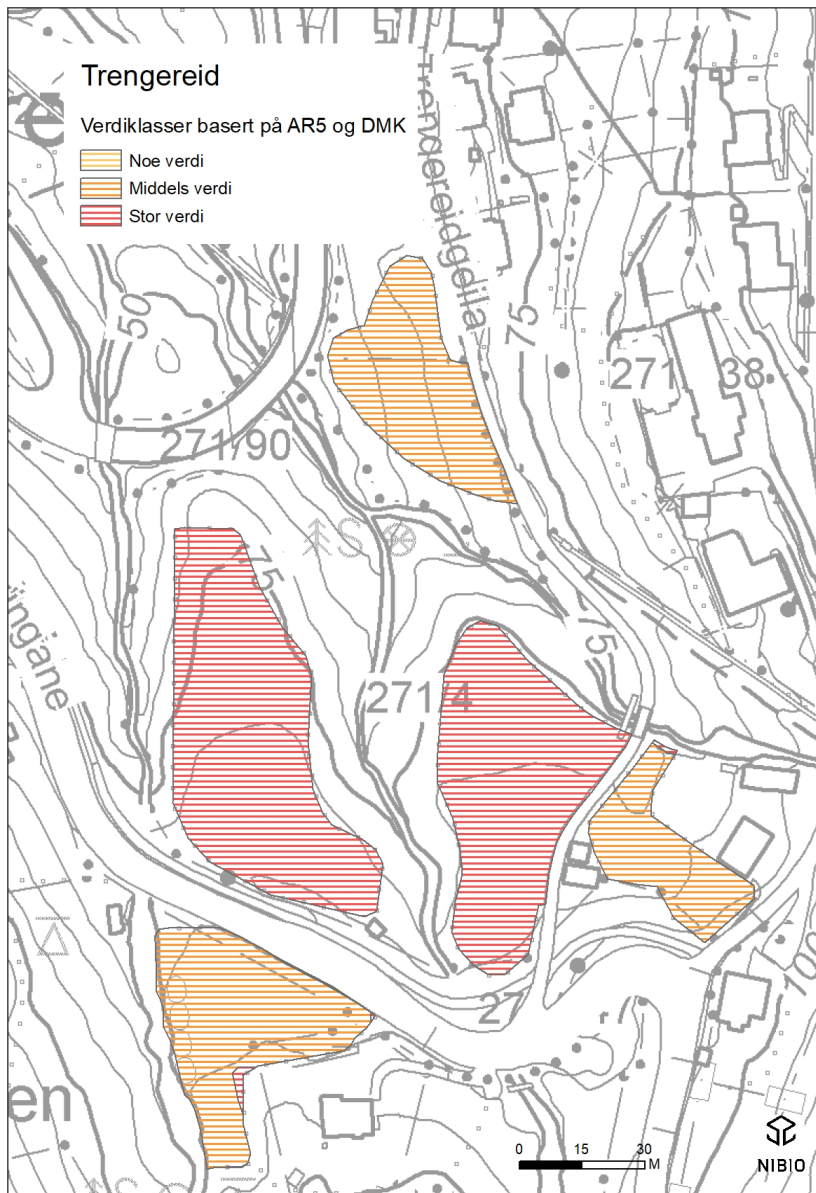 Trengereid
Verdiklasser basert på AR5 og DMK
Noe verdi
Middels verdi
Stor verdi
50
75
271/90
271
38
S
75
75
271/4
27
100
en
0 15 30
M
NIBIO